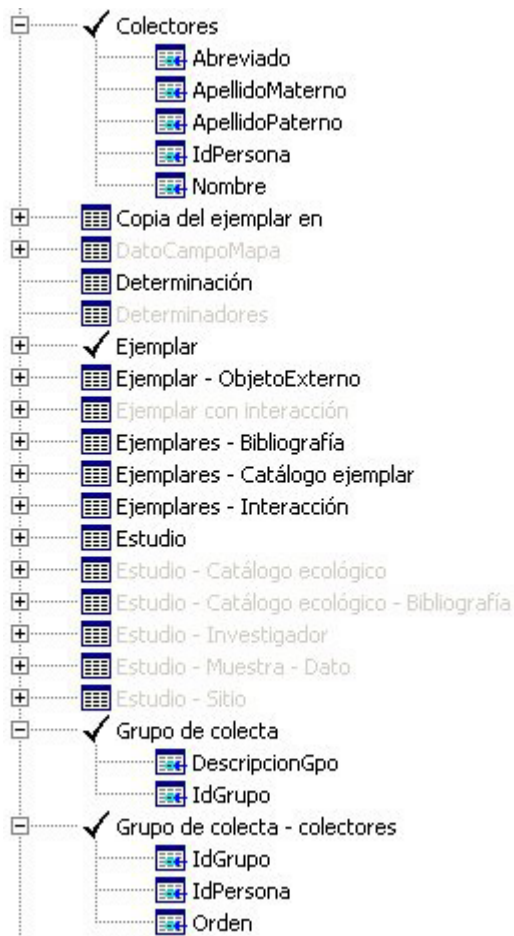 Colectores
Abreviado
ApellidoMaterno
ApellidoPaterno
IdPersona
Nombre
Copia del ejemplar en
DatoCampoMapa
Determinación
Determinadores
Ejemplar
Ejemplar - ObjetoExterno
Ejemplar con interacción
Ejemplares - Bibliografía
Ejemplares - Catálogo ejemplar
Ejemplares - Interacción
Estudio
Estudio - Catálogo ecológico
Estudio - Catálogo ecológico - Bibliografía
Estudio - Investigador
Estudio - Muestra - Dato
Estudio - Sitio
Grupo de colecta
DescripcionGpo
IdGrupo
Grupo de colecta - colectores
IdGrupo
IdPersona
Orden